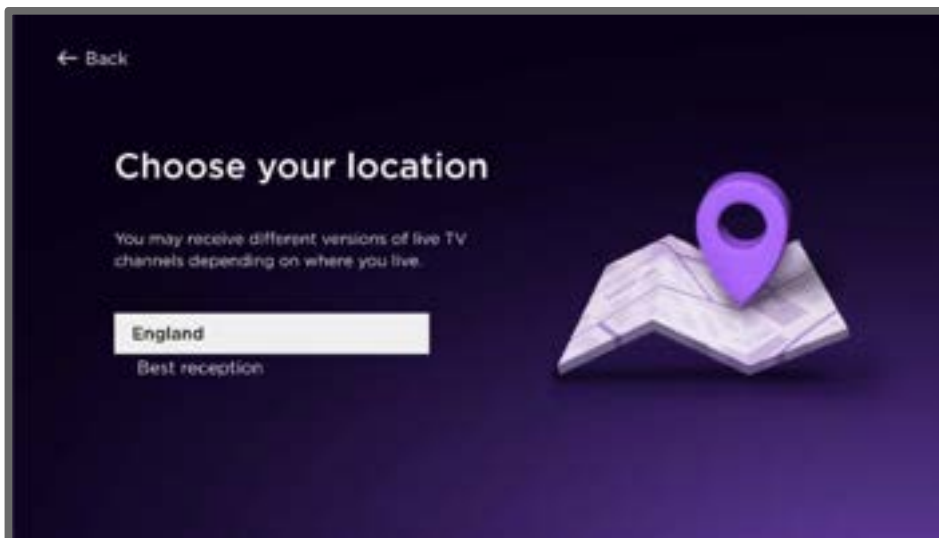 ← Back
Choose your location
You may receive different versions of live TV
channels depending on where you live.
England
Best reception